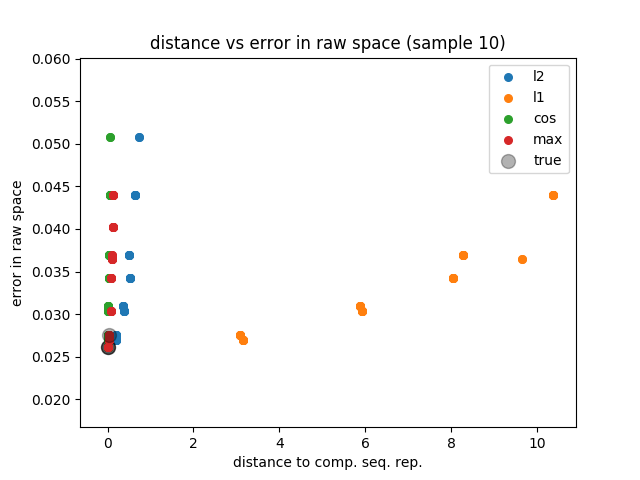 distance vs error in raw space (sample 10)
0.060
0.055
0.050
0.045
0.040
0.035
0.030
0.025
0.020
error in raw space
l2
l1
cos
max
true
0 2 4 6 8 10
distance to comp. seq. rep.